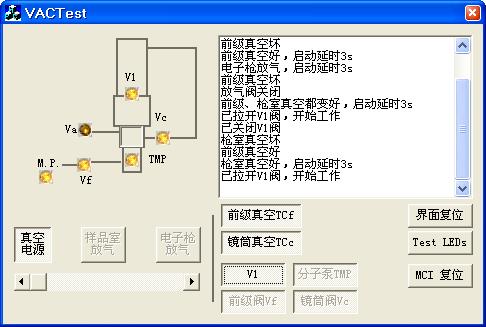 VACTest
前级真空坏
前级真空好，启动延时3s
电子枪放气，启动延时3s
前级真空坏
放气阀关闭
前级、枪室真空都变好，启动延时3s
已拉开V1阀，开始工作
已关闭V1阀
枪室真空坏
前级真空好
枪室真空好，启动延时3s
已拉开V1阀，开始工作
V1
Vc
Va
M.P.
Vf
TMP
真空
电源
样品室
放气
电子枪
放气
前级真空TCf
镜筒真空TCc
V1
分子泵TMP
前级阀Vf
镜筒阀Vc
界面复位
Test LEDs
MCI 复位